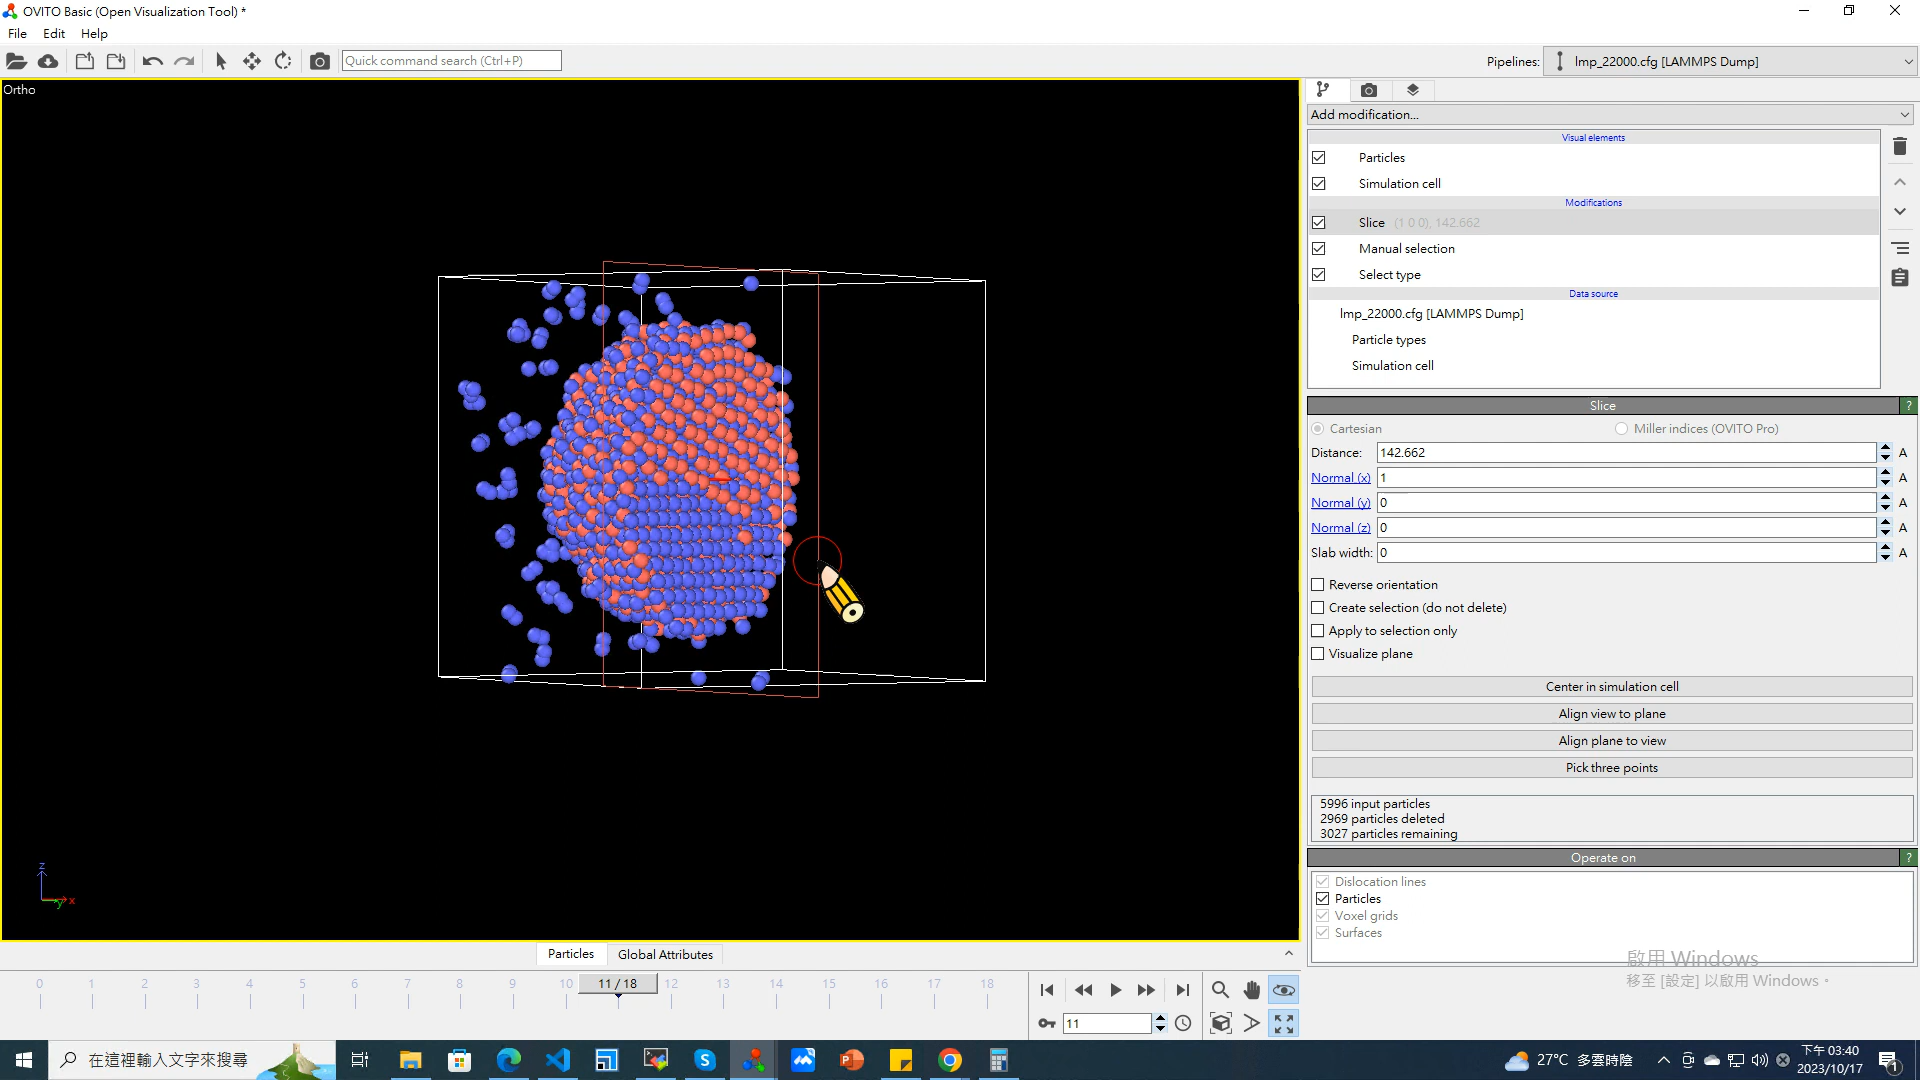 OVITO Basic (Open Visualization Tool) *
File Edit Help
Quick command search (Ctrl+P)
Pipelines: lmp_22000.cfg [LAMMPS Dump]
Ortho
Add modification...
Visual elements
Particles
Simulation cell
Modifications
Slice (1 0 0), 142.662
Manual selection
Select type
Data source
lmp_22000.cfg [LAMMPS Dump]
Particle types
Simulation cell
Slice ?
Cartesian Miller indices (OVITO Pro)
Distance: 142.662 A
Normal (x) 1 A
Normal (y) 0 A
Normal (z) 0 A
Slab width: 0 A
Reverse orientation
Create selection (do not delete)
Apply to selection only
Visualize plane
Center in simulation cell
Align view to plane
Align plane to view
Pick three points
5996 input particles
2969 particles deleted
3027 particles remaining
Operate on ?
Dislocation lines
Particles
Voxel grids
Surfaces
z
y x
Particles Global Attributes
啟用 Windows
移至 [設定] 以啟用 Windows。
0 1 2 3 4 5 6 7 8 9 10 11 / 18 12 13 14 15 16 17 18
11
在這裡輸入文字來搜尋
27°C 多雲時陰
下午 03:40
2023/10/17
1